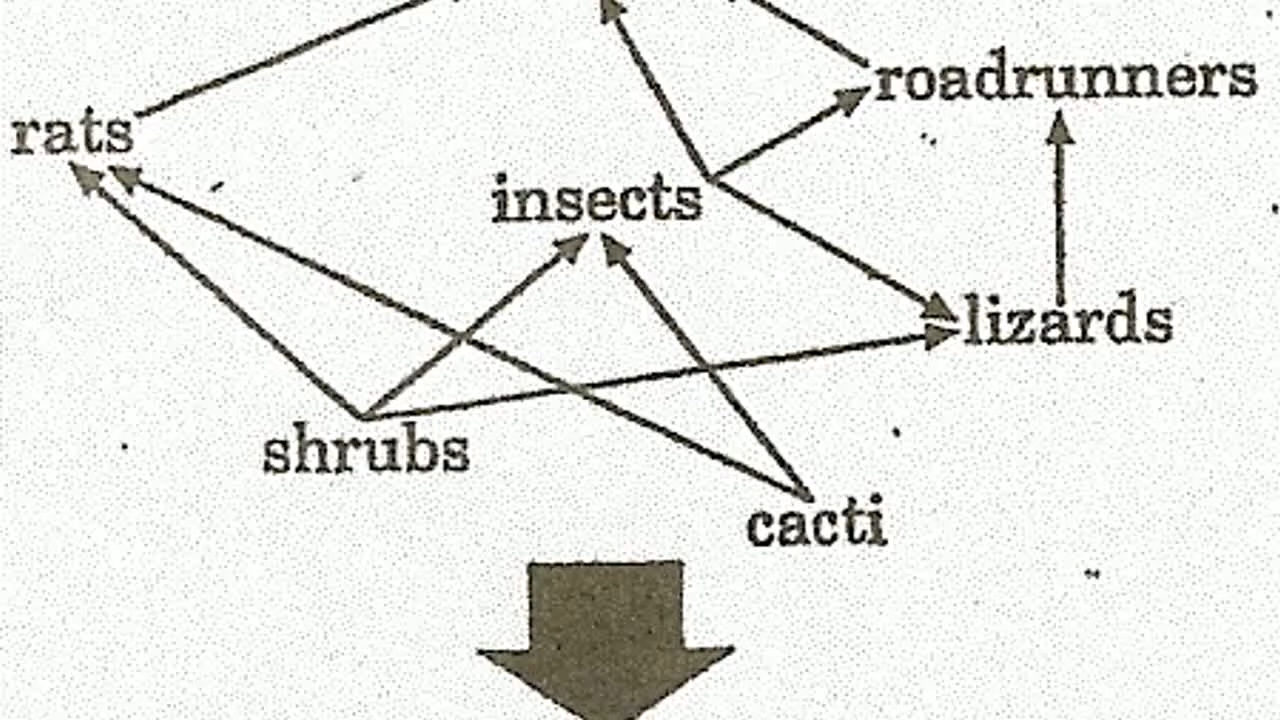 roadrunners
rats
insects
lizards
shrubs
cacti